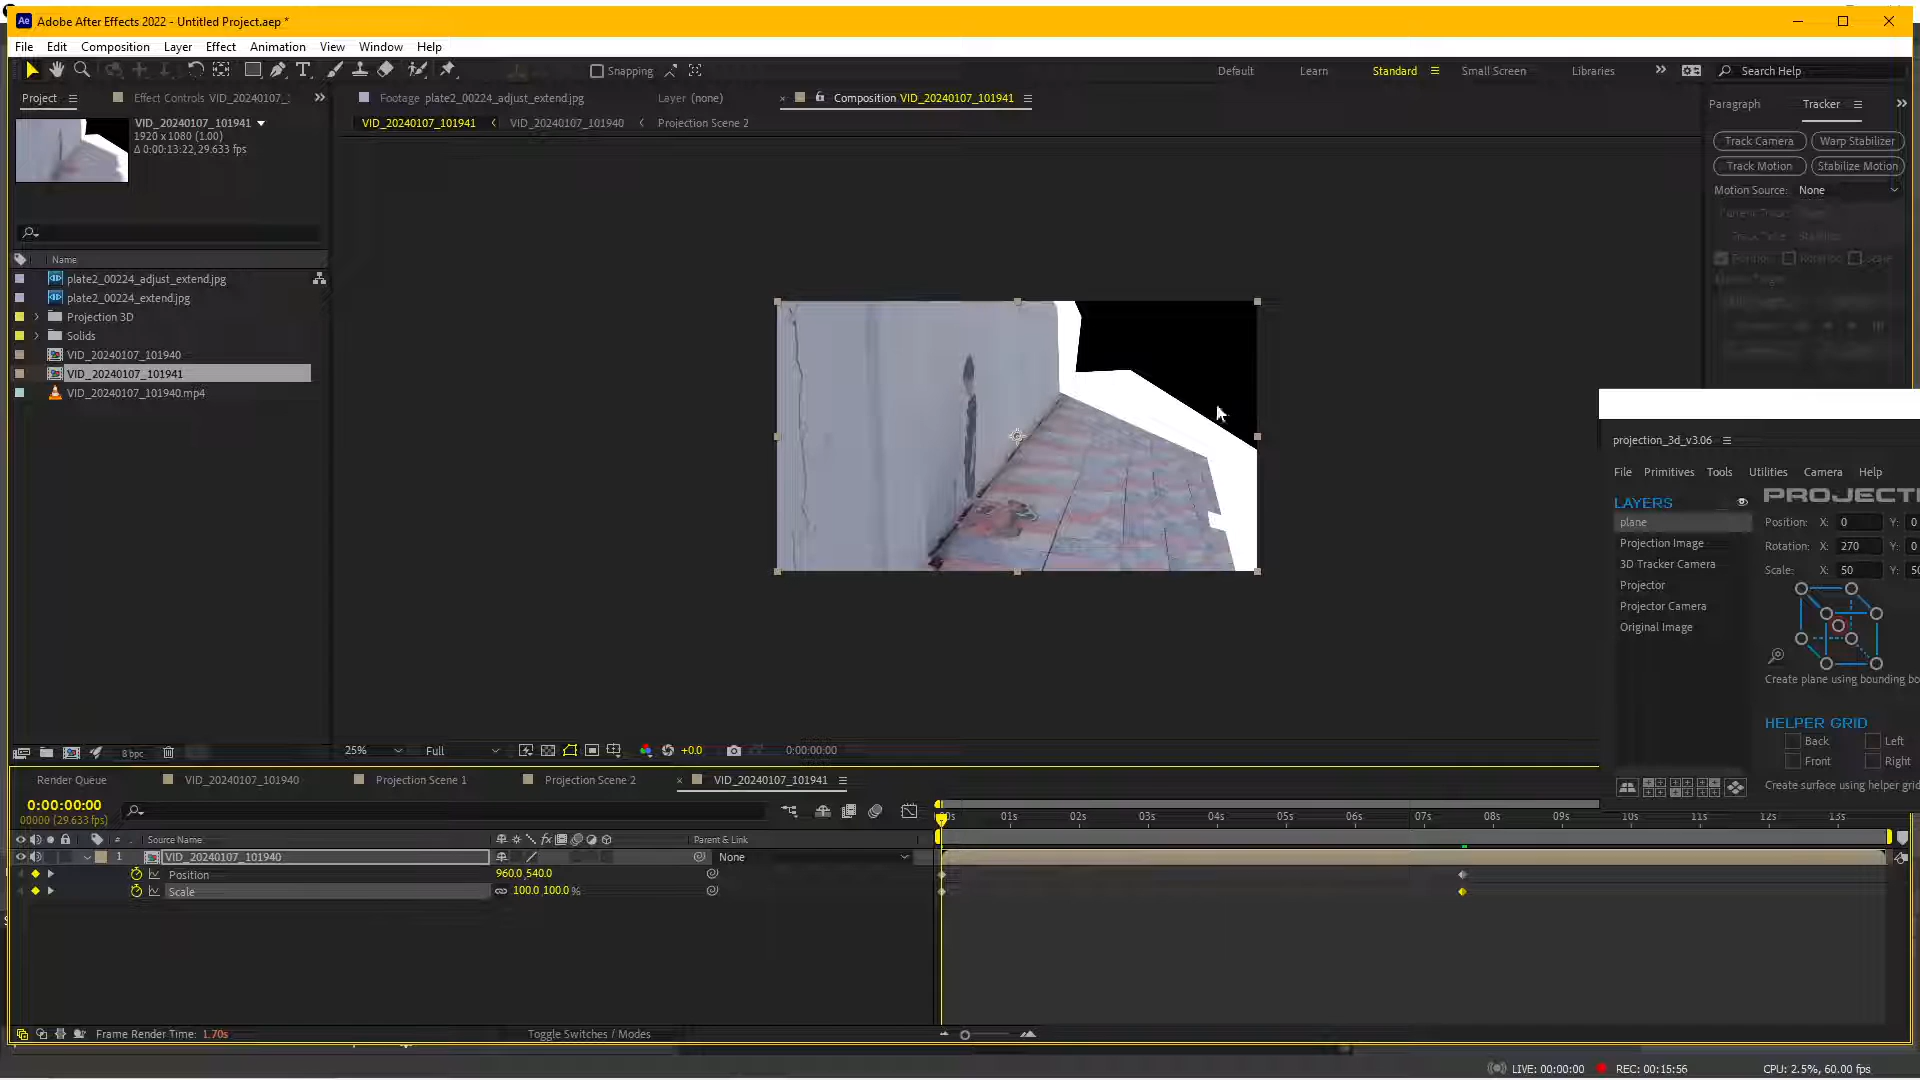 Adobe After Effects 2022 - Untitled Project.aep *
File Edit Composition Layer Effect Animation View Window Help
Snapping
Default Learn Standard Small Screen Libraries Search Help
Project
Effect Controls VID_20240107_
Footage plate2_00224_adjust_extend.jpg
Layer (none)
Composition VID_20240107_101941
Paragraph
Tracker
VID_20240107_101941
1920 x 1080 (1.00)
Δ 0:00:13:22, 29.633 fps
VID_20240107_101941 VID_20240107_101940 Projection Scene 2
Track Camera Warp Stabilizer
Track Motion Stabilize Motion
Motion Source: None
Name
plate2_00224_adjust_extend.jpg
plate2_00224_extend.jpg
Projection 3D
Solids
VID_20240107_101940
VID_20240107_101941
VID_20240107_101940.mp4
projection_3d_v3.06
File Primitives Tools Utilities Camera Help
LAYERS
plane
Projection Image
3D Tracker Camera
Projector
Projector Camera
Original Image
PROJECTI
Position: X: 0 Y: 0
Rotation: X: 270 Y: 0
Scale: X: 50 Y: 50
Create plane using bounding bo
HELPER GRID
Back Left
Front Right
Create surface using helper grid
8 bpc
25% Full +0.0 0:00:00:00
Render Queue VID_20240107_101940 Projection Scene 1 Projection Scene 2 VID_20240107_101941
0:00:00:00
00000 (29.633 fps)
01s 02s 03s 04s 05s 06s 07s 08s 09s 10s 11s 12s 13s
# Source Name fx Parent & Link
1 VID_20240107_101940 None
Position 960.0,540.0
Scale 100.0,100.0 %
Frame Render Time: 1.70s
Toggle Switches / Modes
LIVE: 00:00:00 REC: 00:15:56 CPU: 2.5%, 60.00 fps